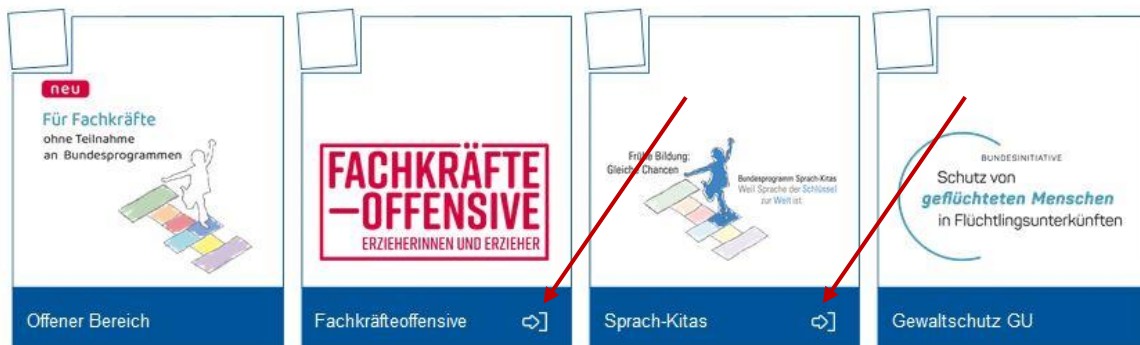 neu
Für Fachkräfte
ohne Teilnahme
an Bundesprogrammen
Offener Bereich
FACHKRÄFTE
—OFFENSIVE
ERZIEHERINNEN UND ERZIEHER
Fachkräfteoffensive
Frühe Bildung:
Gleiche Chancen
Bundesprogramm Sprach-Kitas
Weil Sprache der Schlüssel
zur Welt ist
Sprach-Kitas
BUNDESINITIATIVE
Schutz von
geflüchteten Menschen
in Flüchtlingsunterkünften
Gewaltschutz GU